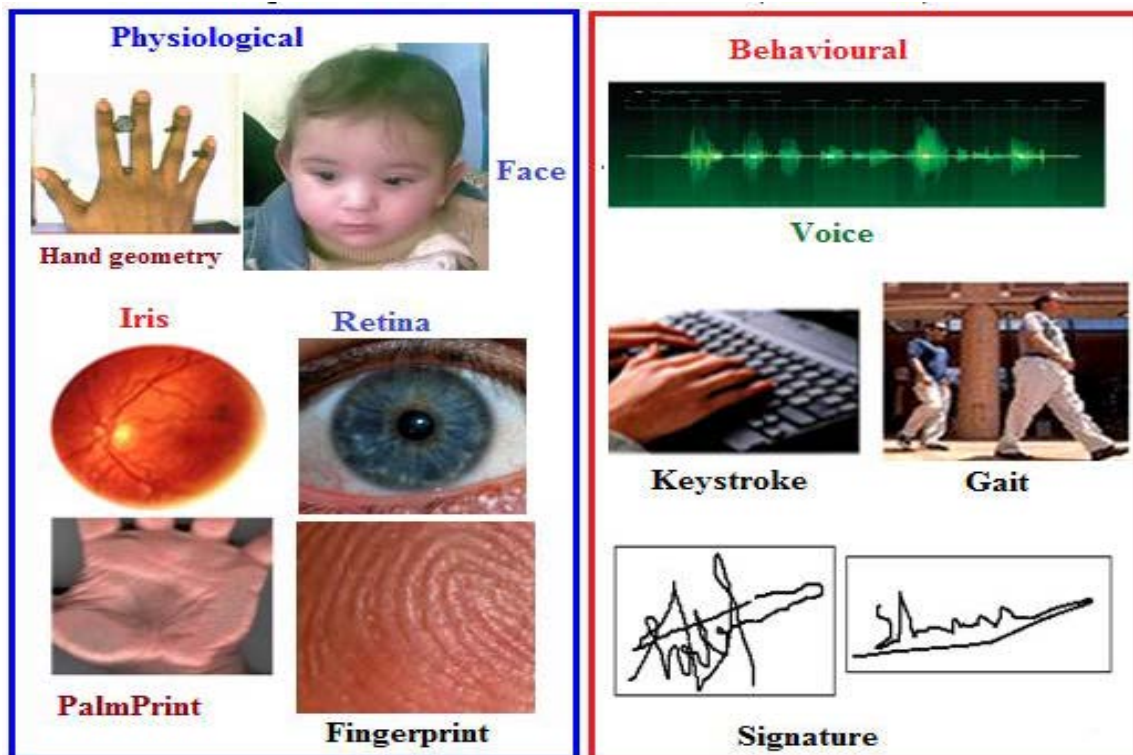 Physiological
Face
Hand geometry
Iris
Retina
PalmPrint
Fingerprint
Behavioural
Voice
Keystroke
Gait
Signature